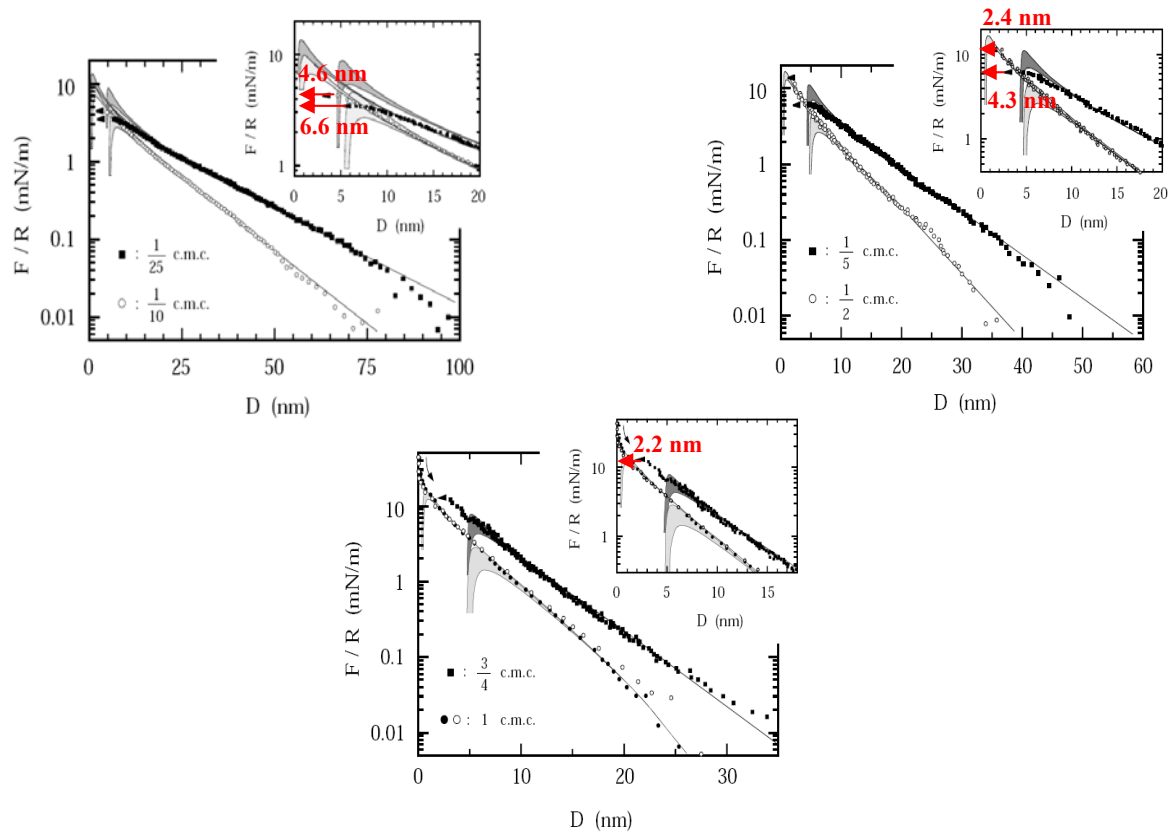 10
1
0.1
0.01
F / R (mN/m)
0
25
50
75
100
D (nm)
■ : 1/25 c.m.c.
○ : 1/10 c.m.c.
10
1
F / R (mN/m)
4.6 nm
6.6 nm
0
5
10
15
20
D (nm)
10
1
0.1
0.01
F / R (mN/m)
0
10
20
30
40
50
60
D (nm)
■ : 1/5 c.m.c.
○ : 1/2 c.m.c.
2.4 nm
10
1
F / R (mN/m)
4.3 nm
0
5
10
15
20
D (nm)
10
1
0.1
0.01
F / R (mN/m)
0
10
20
30
D (nm)
■ : 3/4 c.m.c.
● ○ : 1 c.m.c.
2.2 nm
10
1
F / R (mN/m)
0
5
10
15
D (nm)